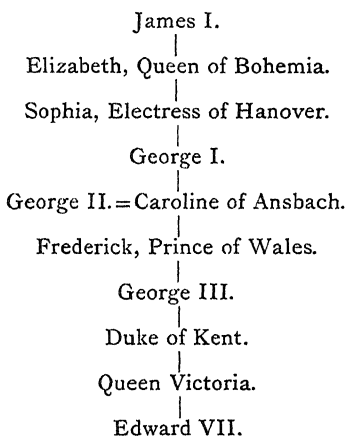 James I.
Elizabeth, Queen of Bohemia.
Sophia, Electress of Hanover.
George I.
George II.=Caroline of Ansbach.
Frederick, Prince of Wales.
George III.
Duke of Kent.
Queen Victoria.
Edward VII.